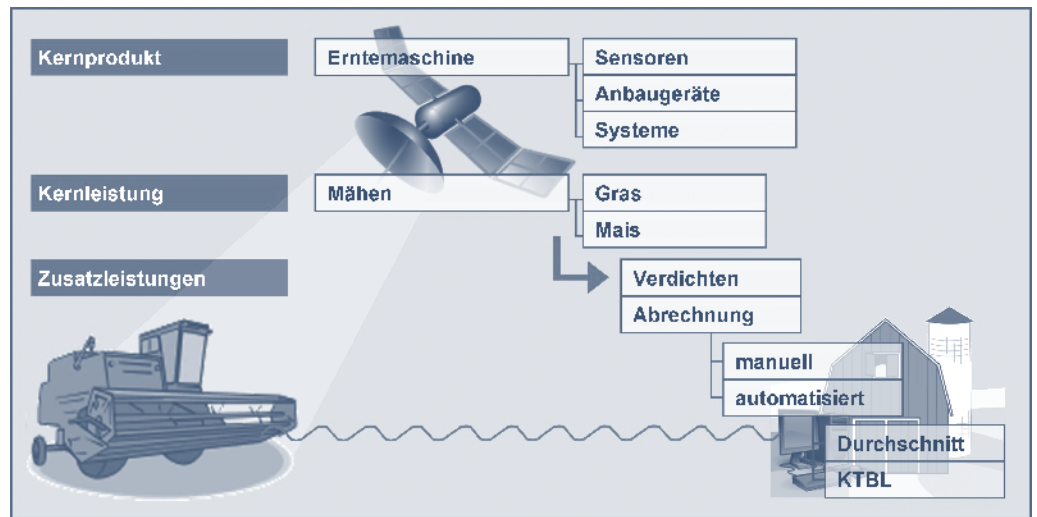 Kernprodukt
Erntemaschine
Sensoren
Anbaugeräte
Systeme
Kernleistung
Mähen
Gras
Mais
Zusatzleistungen
Verdichten
Abrechnung
manuell
automatisiert
Durchschnitt
KTBL